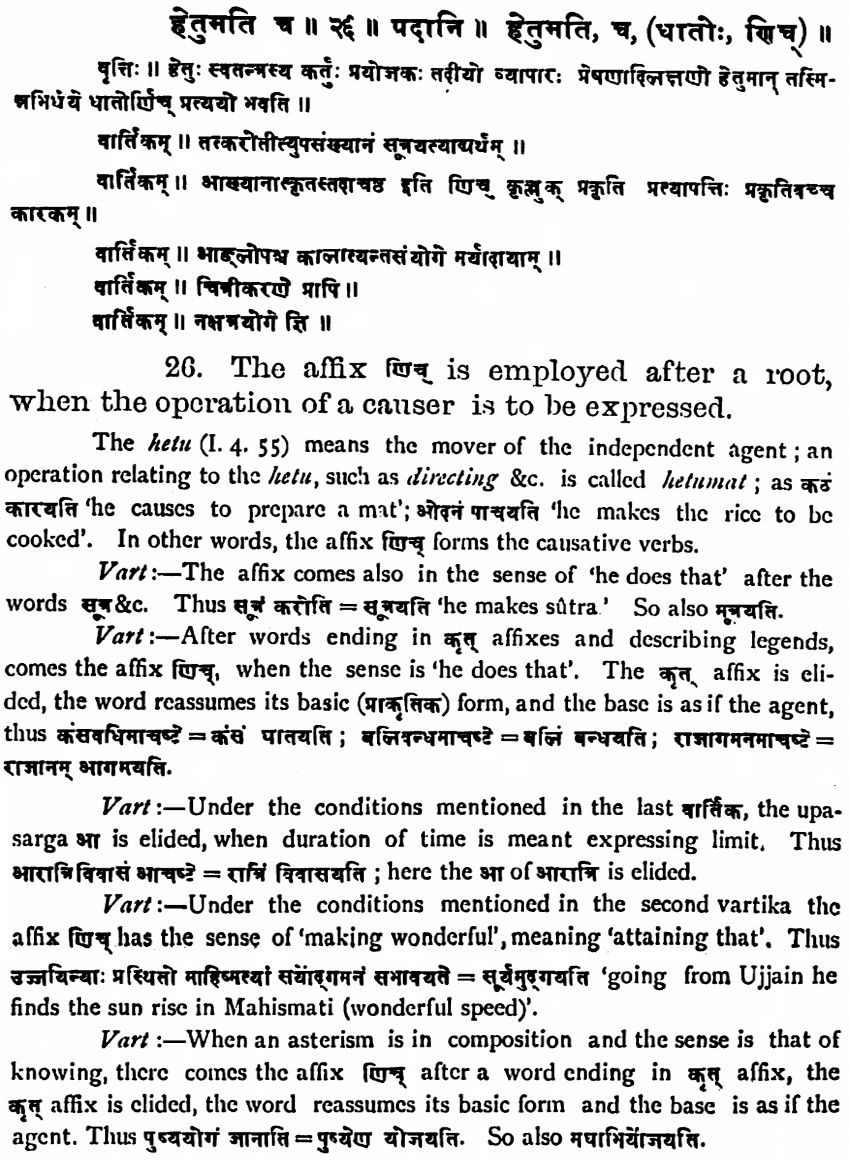 हेतुमति च ॥ २६ ॥ पदानि ॥ हेतुमति, च, (धातोः, णिच्) ॥
वृत्तिः ॥ हेतुः स्वतन्त्रस्य कर्तुः प्रयोजकः तदीयो व्यापारः प्रेषणादिलक्षणो हेतुमान् तस्मि-
न्नभिधेये धातोर्णिच् प्रत्ययो भवति ॥
वार्तिकम् ॥ तत्करोतीत्युपसंख्यानं सूत्रयत्याद्यर्थम् ॥
वार्तिकम् ॥ आख्यानात्कृतस्तदाचष्ठ इति णिच् कृल्लुक् प्रकृति प्रत्यापत्तिः प्रकृतिवच्च
कारकम् ॥
वार्तिकम् ॥ आङ्लोपश्च कालात्यन्तसंयोगे मर्यादायाम् ॥
वार्तिकम् ॥ चित्रीकरणे प्रापि ॥
वार्तिकम् ॥ नक्षत्रयोगे ज्ञि ॥
26. The affix णिच् is employed after a root,
when the operation of a causer is to be expressed.
The hetu (I. 4. 55) means the mover of the independent agent ; an
operation relating to the hetu, such as directing &c. is called hetumat ; as कटं
कारयति 'he causes to prepare a mat'; ओदनं पाचयति 'he makes the rice to be
cooked'. In other words, the affix णिच् forms the causative verbs.
Vart :—The affix comes also in the sense of 'he does that' after the
words सूत्र &c. Thus सूत्रं करोति = सूत्रयति 'he makes sûtra.' So also मूत्रयति.
Vart :—After words ending in कृत् affixes and describing legends,
comes the affix णिच्, when the sense is 'he does that'. The कृत् affix is eli-
ded, the word reassumes its basic (प्राकृतिक) form, and the base is as if the agent,
thus कंसवधमाचष्टे = कंसं घातयति ; बलिबन्धमाचष्टे = बलिं बन्धयति ; राजागमनमाचष्टे =
राजानम् आगमयति.
Vart :—Under the conditions mentioned in the last वार्तिक, the upa-
sarga आ is elided, when duration of time is meant expressing limit. Thus
आरात्रिविवासं आचष्टे = रात्रिं विवासयति ; here the आ of आरात्रि is elided.
Vart :—Under the conditions mentioned in the second vartika the
affix णिच् has the sense of 'making wonderful', meaning 'attaining that'. Thus
उज्जयिन्याः प्रस्थितो माहिष्मत्यां सूर्योद्गमनं संभावयते = सूर्यमुद्गमयति 'going from Ujjain he
finds the sun rise in Mahismati (wonderful speed)'.
Vart :—When an asterism is in composition and the sense is that of
knowing, there comes the affix णिच् after a word ending in कृत् affix, the
कृत् affix is elided, the word reassumes its basic form and the base is as if the
agent. Thus पुष्ययोगं जानाति = पुष्येण योजयति. So also मघाभिर्योजयति.